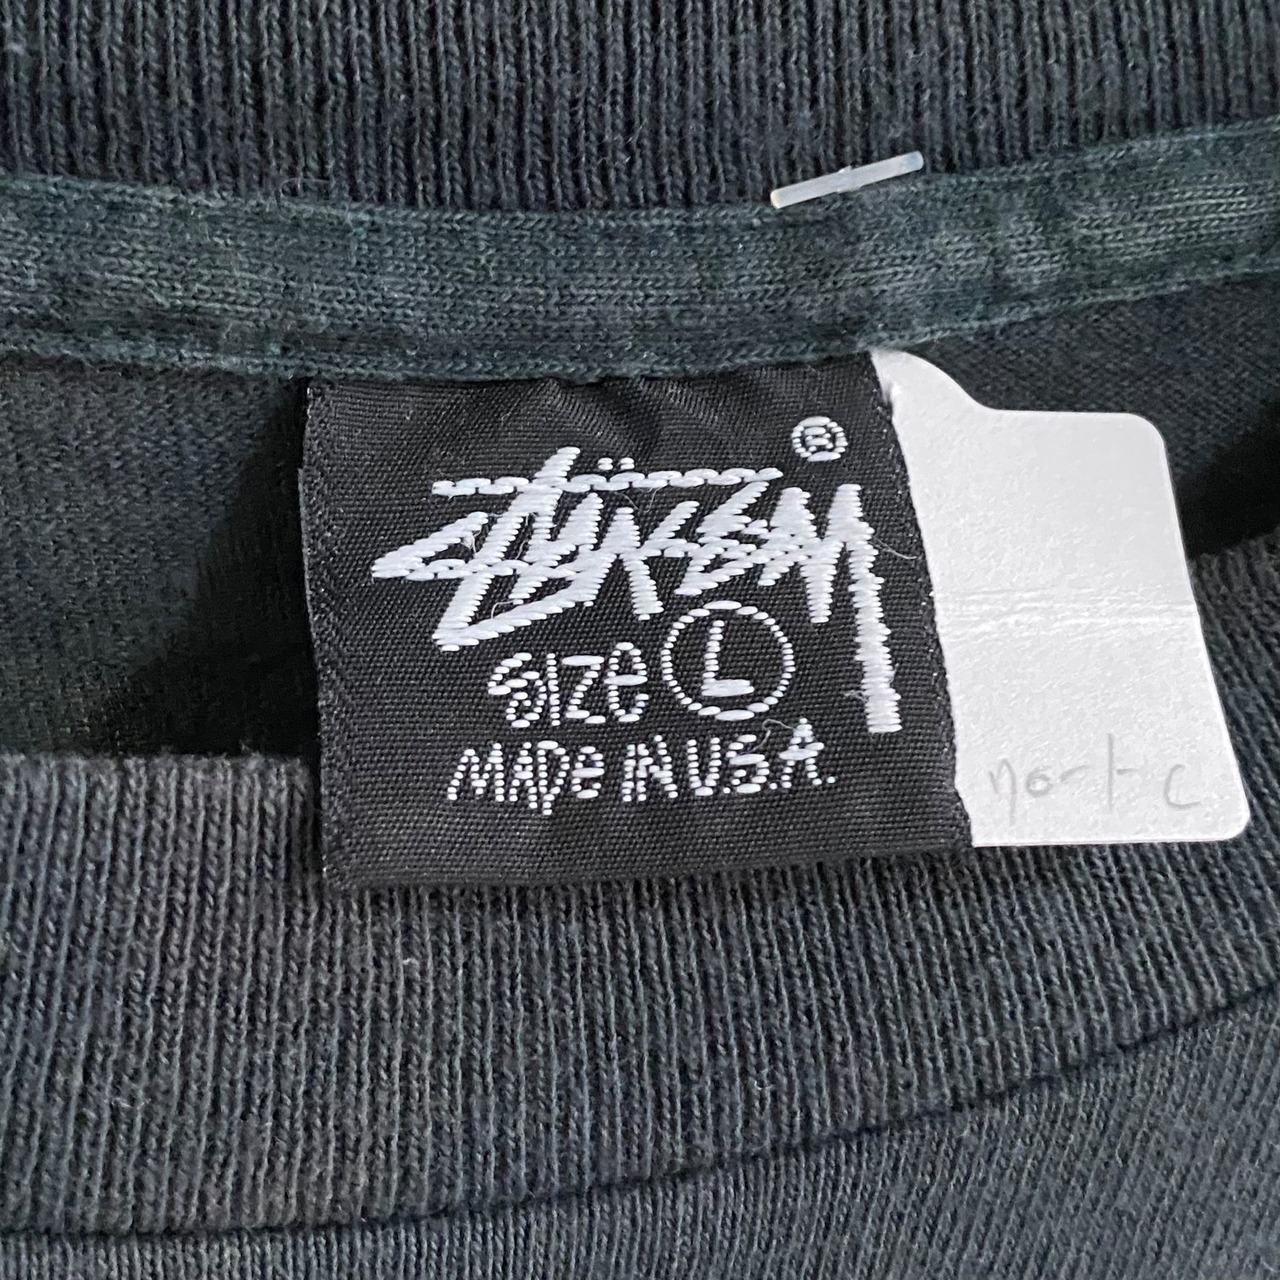 Stüssy ®
Size L
MADe IN U.S.A.